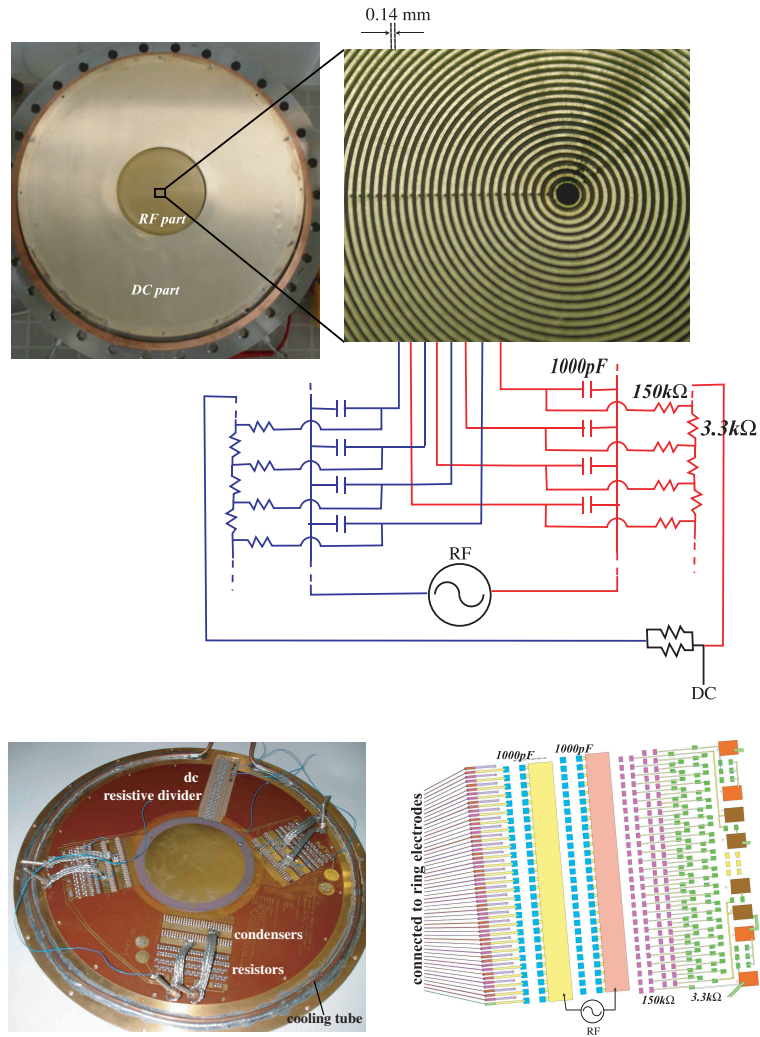 0.14 mm
RF part
DC part
1000pF
150kΩ
3.3kΩ
RF
DC
dc
resistive divider
condensers
resistors
cooling tube
1000pF
1000pF
connected to ring electrodes
150kΩ
3.3kΩ
RF